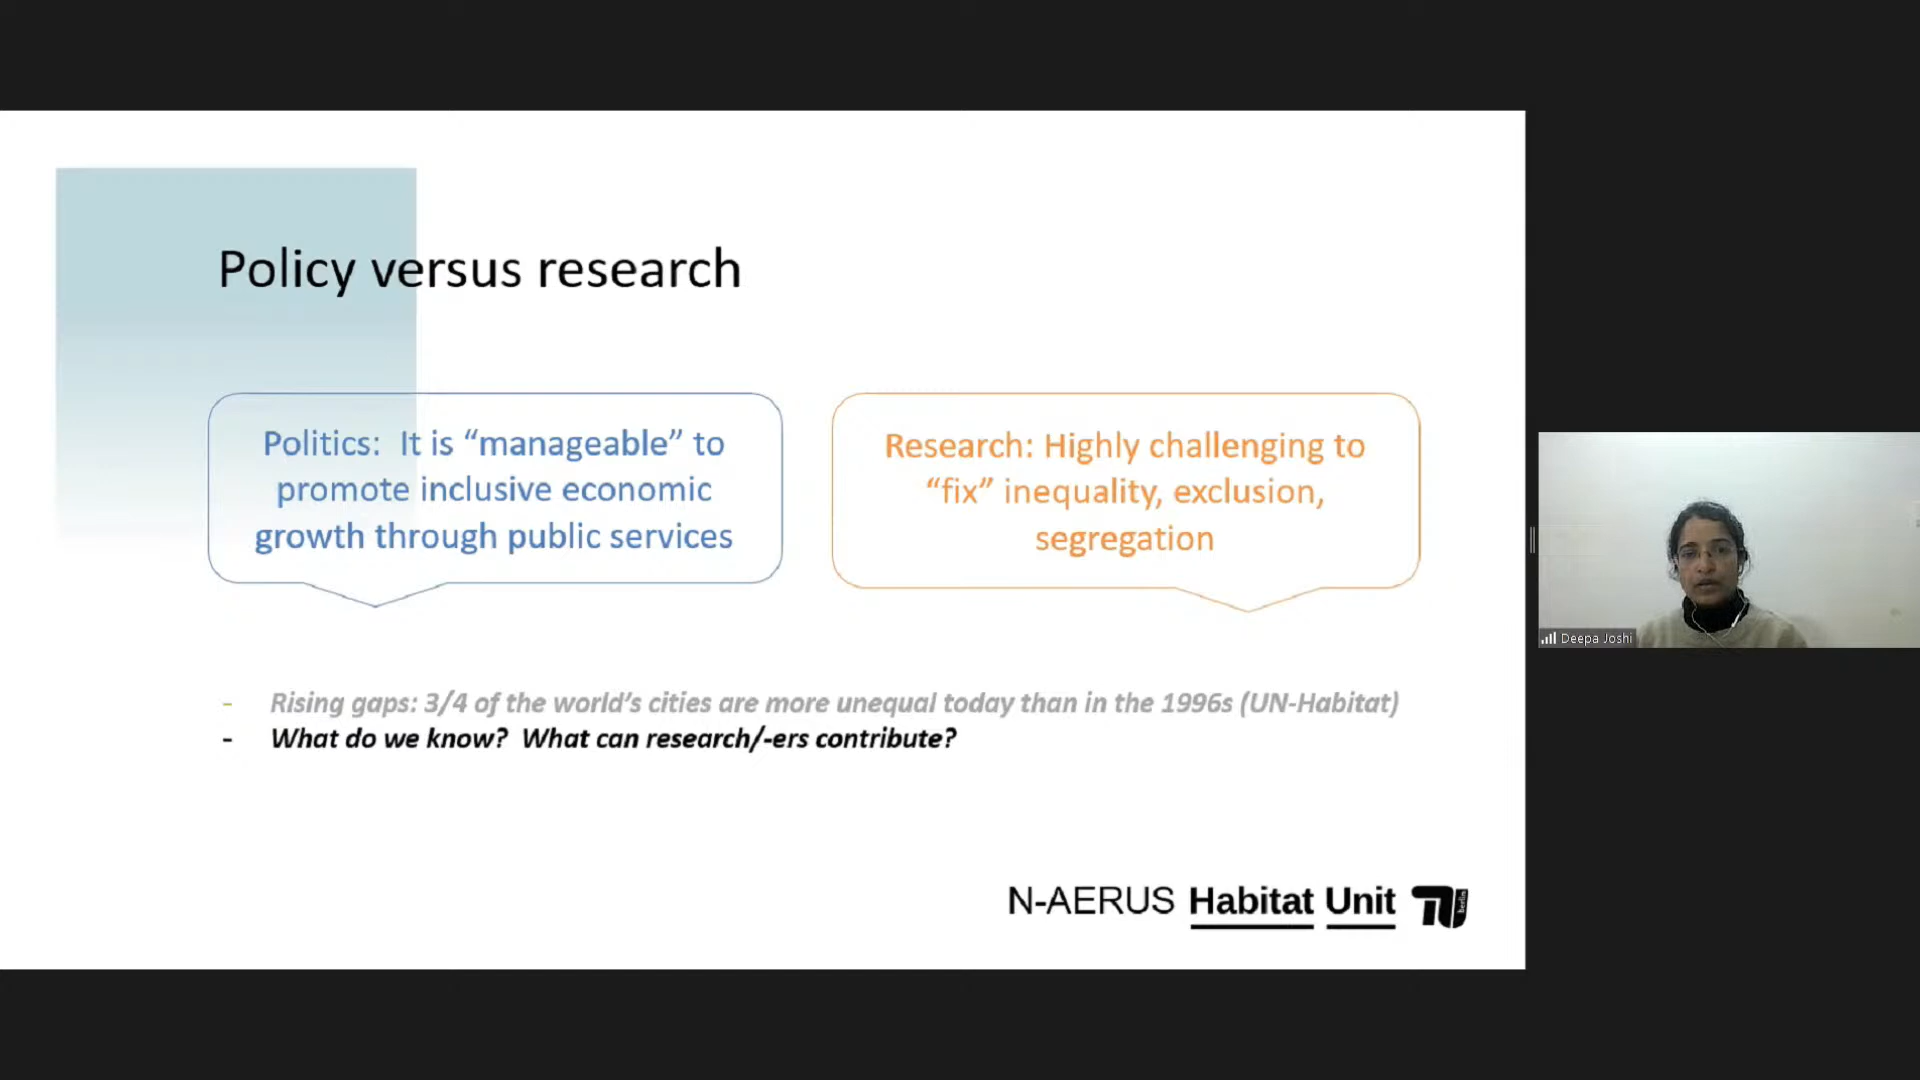 Policy versus research
Politics:  It is “manageable” to
promote inclusive economic
growth through public services
Research: Highly challenging to
“fix” inequality, exclusion,
segregation
- Rising gaps: 3/4 of the world’s cities are more unequal today than in the 1996s (UN-Habitat)
- What do we know?  What can research/-ers contribute?
N-AERUS Habitat Unit
berlin
Deepa Joshi